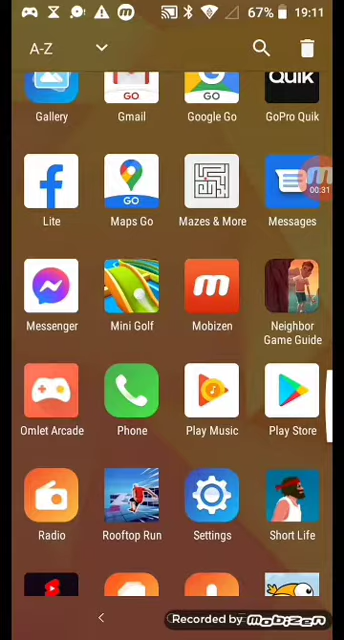 67% 19:11
A-Z
GO
GO
QUIK
Gallery Gmail Google Go GoPro Quik
GO
00:31
Lite Maps Go Mazes & More Messages
Messenger Mini Golf Mobizen Neighbor
Game Guide
Omlet Arcade Phone Play Music Play Store
Radio Rooftop Run Settings Short Life
Recorded by mobizen